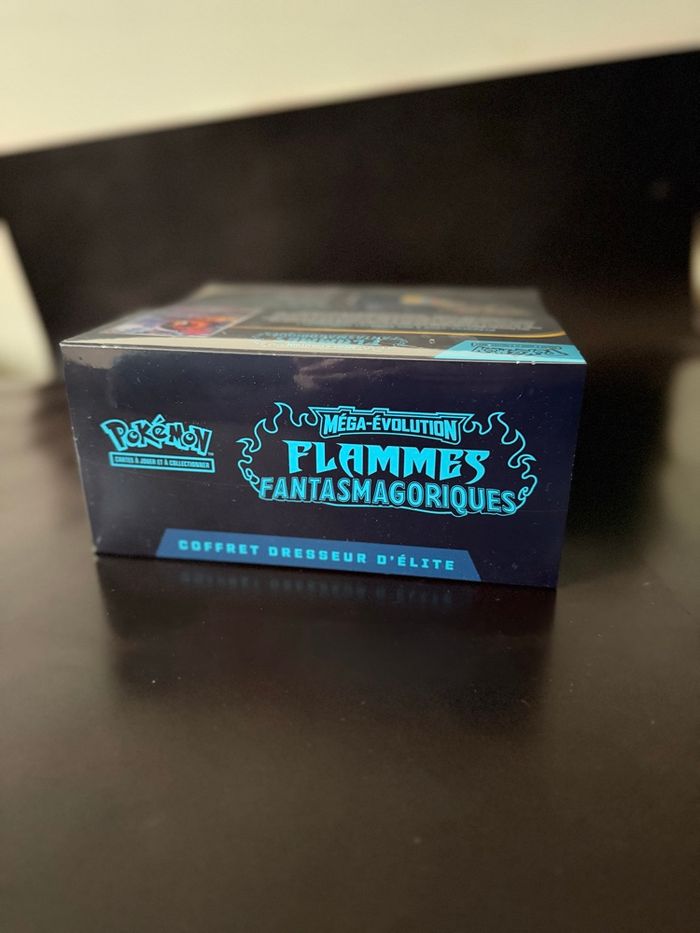 Pokémon
CARTES À JOUER ET À COLLECTIONNER
MÉGA-ÉVOLUTION
FLAMMES
FANTASMAGORIQUES
COFFRET DRESSEUR D'ÉLITE